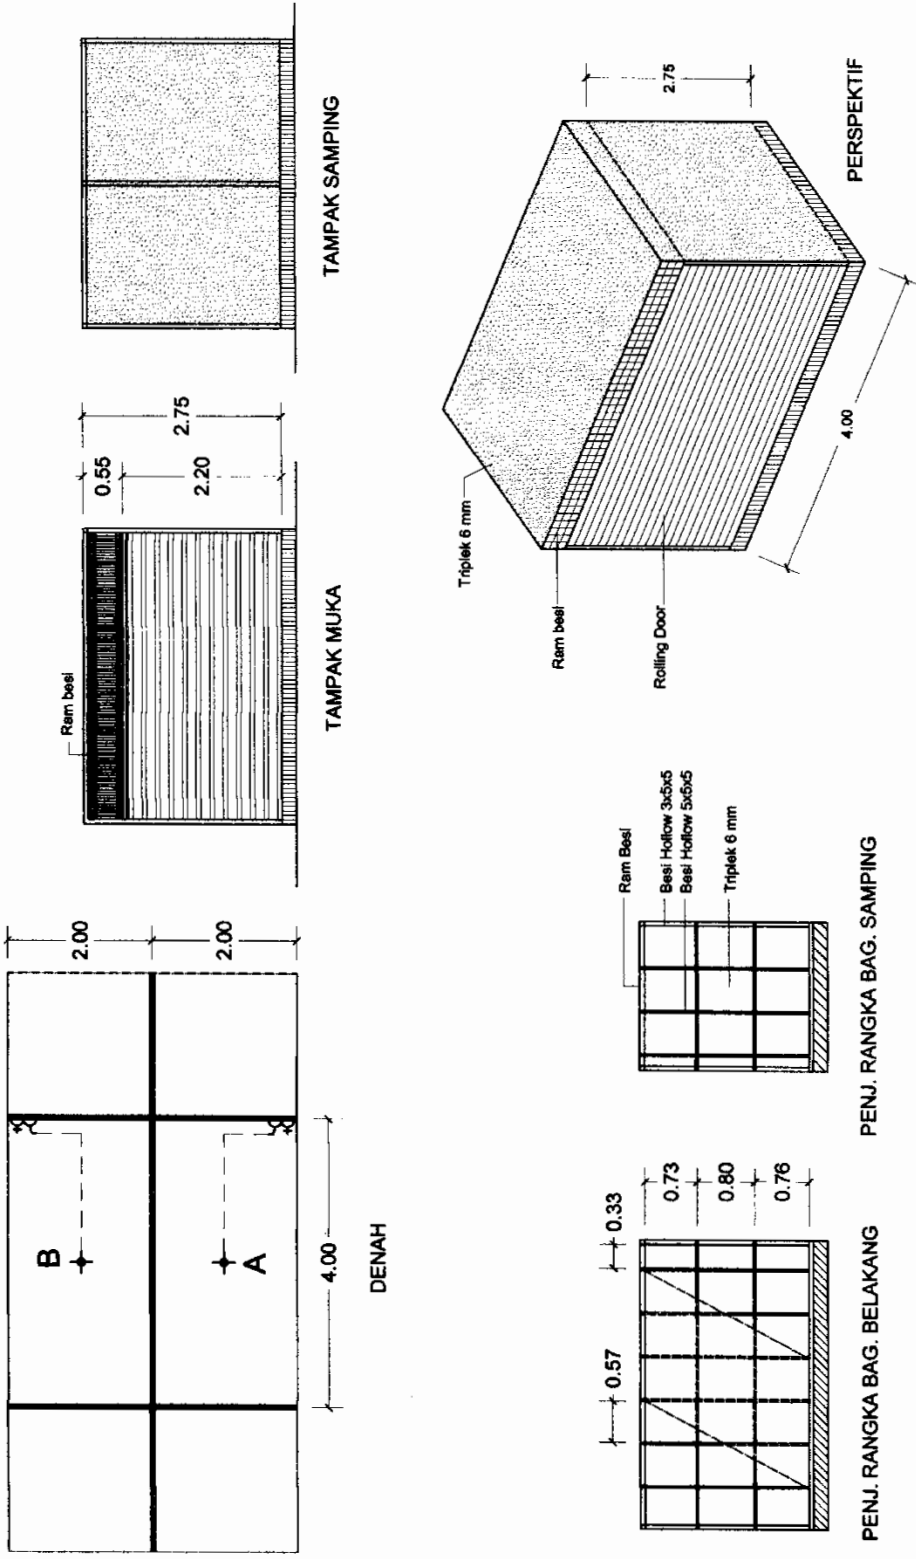 2.00
2.00
B
A
4.00
DENAH
Ram besi
0.55
2.20
2.75
TAMPAK MUKA
TAMPAK SAMPING
0.33
0.57
0.73
0.80
0.76
PENJ. RANGKA BAG. BELAKANG
Ram Besi
Besi Hollow 3x5x5
Besi Hollow 5x5x5
Triplek 6 mm
PENJ. RANGKA BAG. SAMPING
Triplek 6 mm
Ram besi
Rolling Door
4.00
2.75
PERSPEKTIF